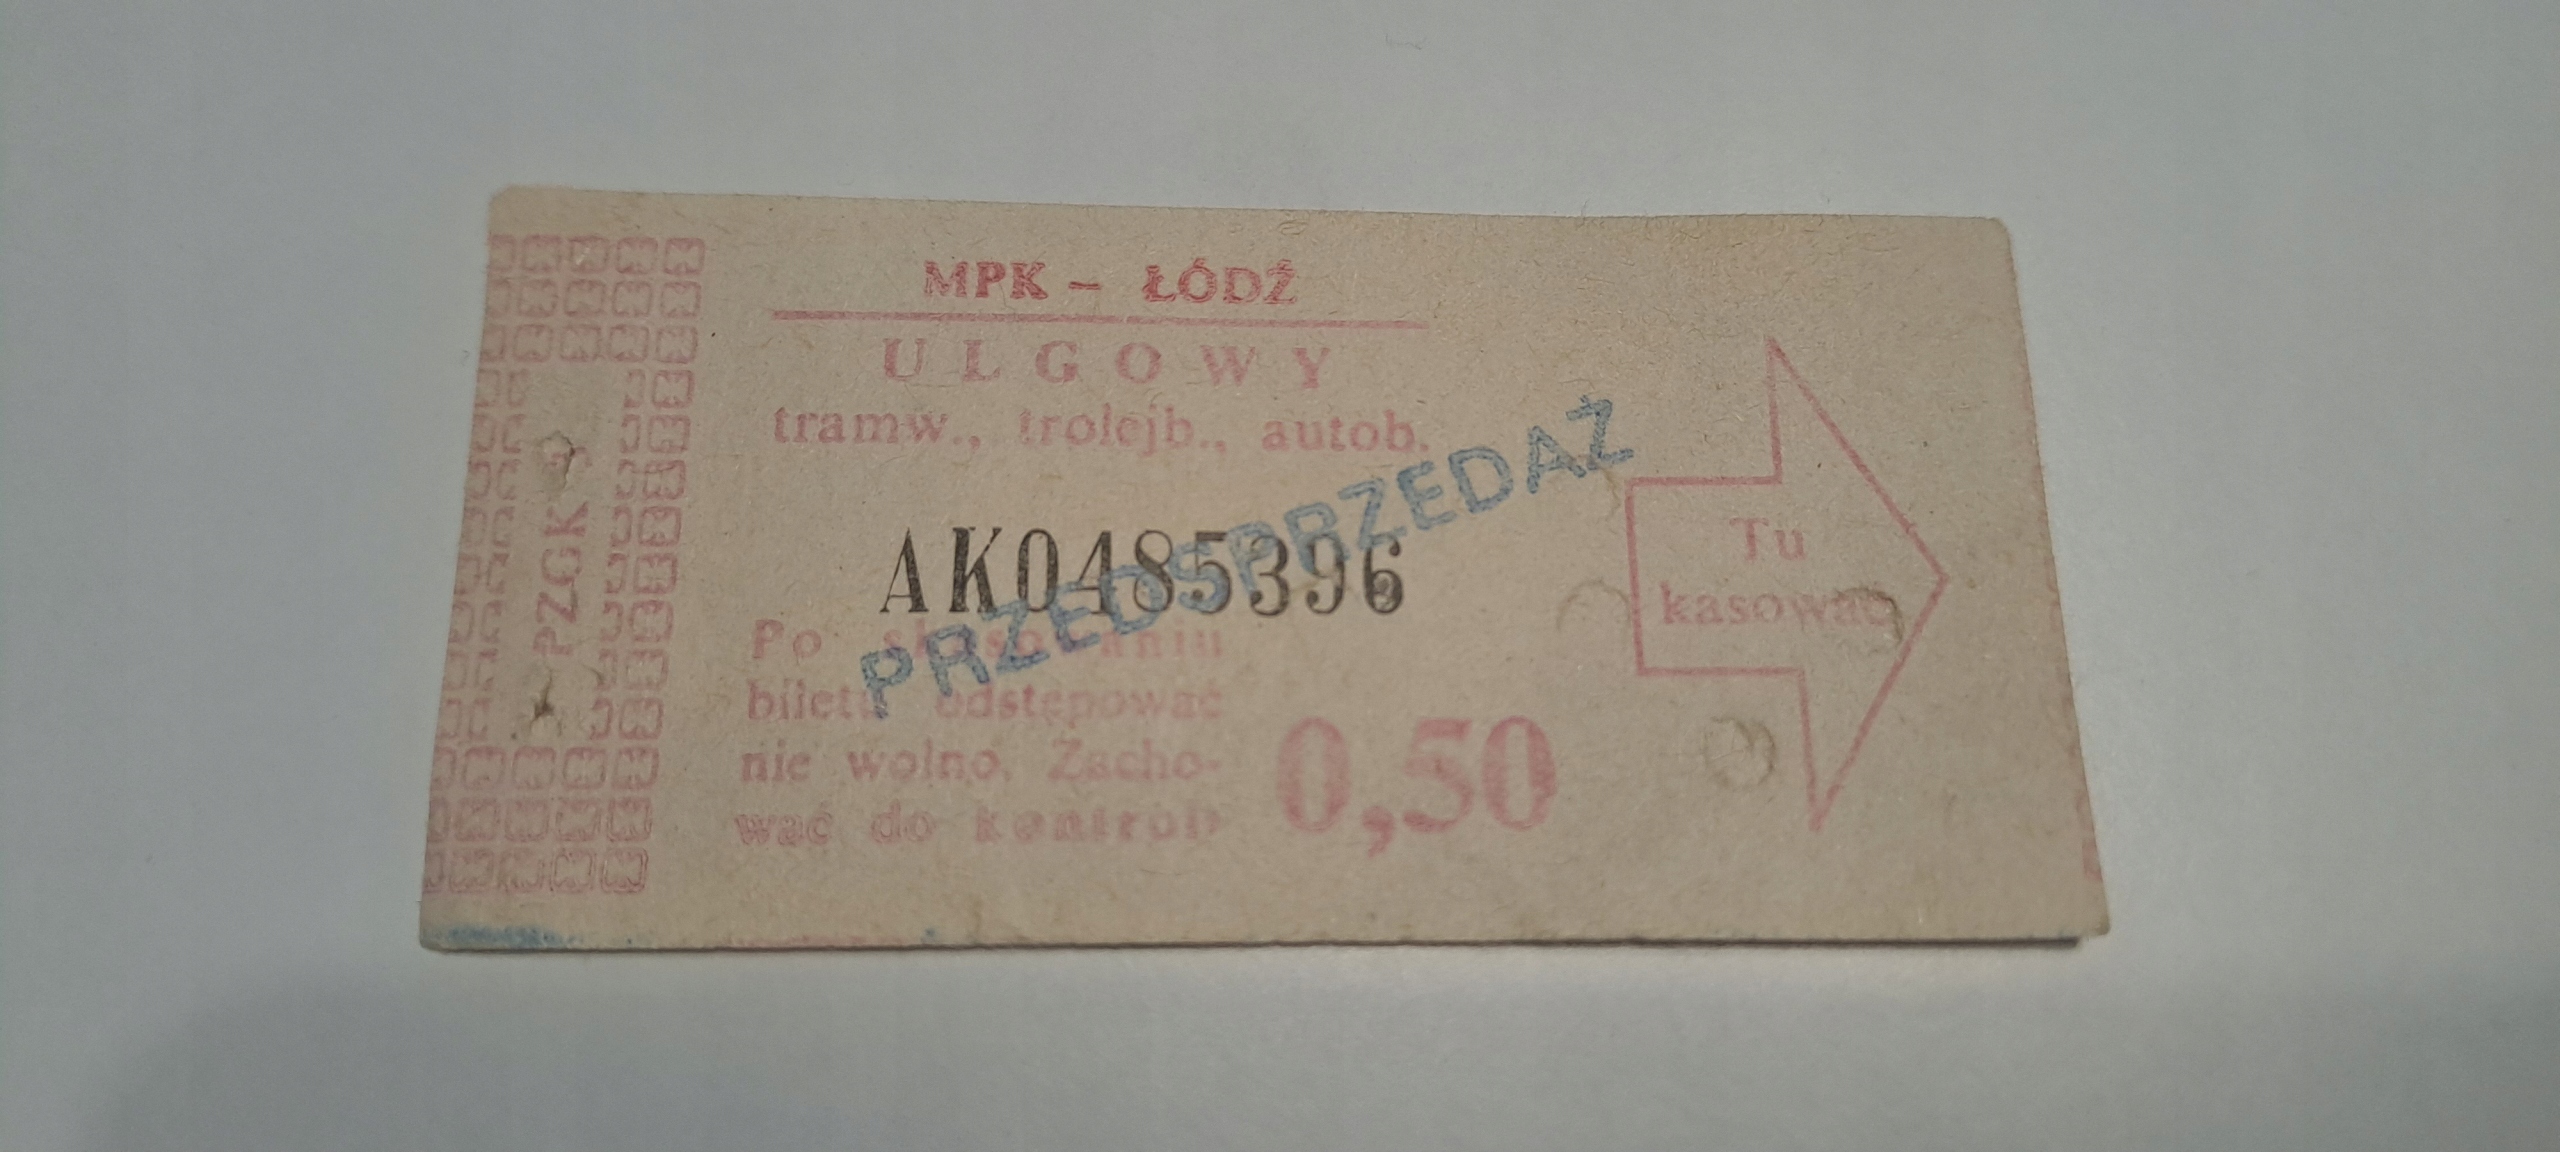 MPK - ŁÓDŹ
ULGOWY
tramw., trolejb., autob.
PRZEDSPRZEDAŻ
AK0485396
PZGK
Po skasowaniu
biletu odstępować
nie wolno. Zacho-
wać do kontroli
0,50
Tu
kasować